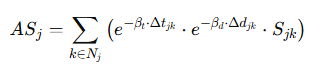 $AS_j = \sum_{k \in N_j} \left( e^{-\beta_t \cdot \Delta t_{jk}} \cdot e^{-\beta_d \cdot \Delta d_{jk}} \cdot S_{jk} \right)$